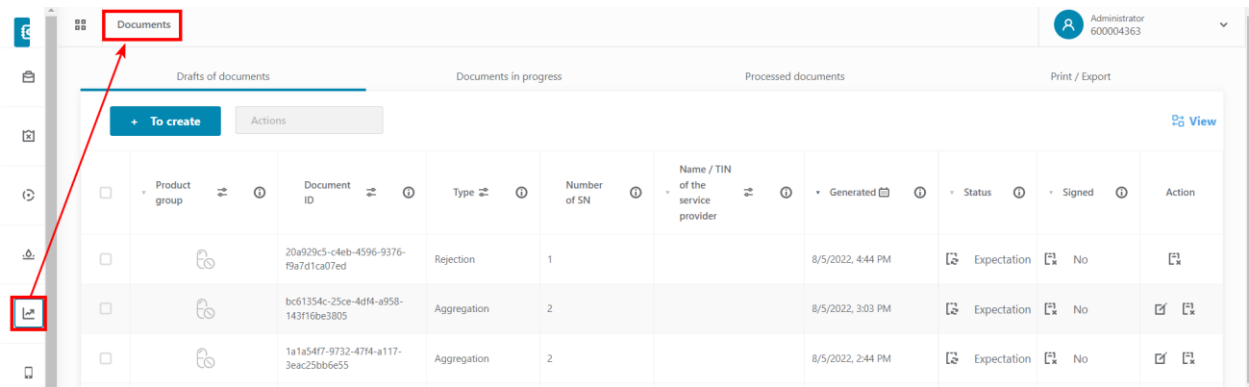 Documents
Administrator
600004363
Drafts of documents
Documents in progress
Processed documents
Print / Export
+ To create
Actions
View
Product
group
Document
ID
Type
Number
of SN
Name / TIN
of the
service
provider
Generated
Status
Signed
Action
20a929c5-c4eb-4596-9376-
f9a7d1ca07ed
Rejection
1
8/5/2022, 4:44 PM
Expectation
No
bc61354c-25ce-4df4-a958-
143f16be3805
Aggregation
2
8/5/2022, 3:03 PM
Expectation
No
1a1a54f7-9732-47f4-a117-
3eac25bb6e55
Aggregation
2
8/5/2022, 2:44 PM
Expectation
No